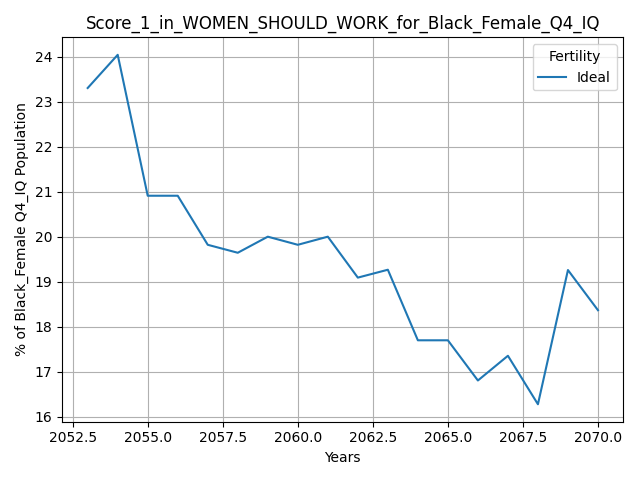 Score_1_in_WOMEN_SHOULD_WORK_for_Black_Female_Q4_IQ
Fertility
Ideal
% of Black_Female Q4_IQ Population
24
23
22
21
20
19
18
17
16
2052.5 2055.0 2057.5 2060.0 2062.5 2065.0 2067.5 2070.0
Years